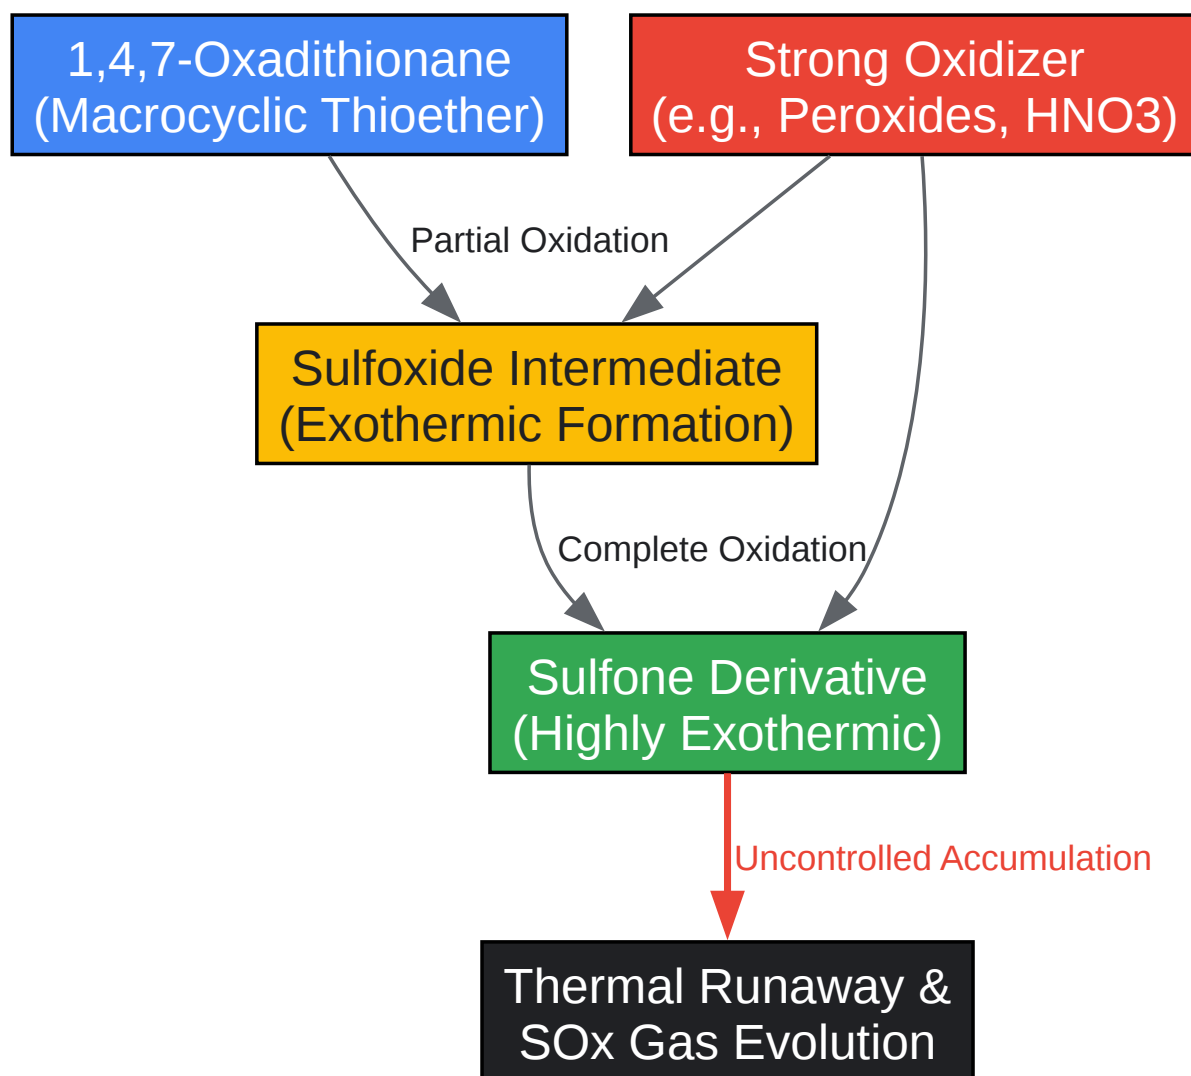 1,4,7-Oxadithionane
(Macrocyclic Thioether)
Strong Oxidizer
(e.g., Peroxides, HNO3)
Partial Oxidation
Sulfoxide Intermediate
(Exothermic Formation)
Complete Oxidation
Sulfone Derivative
(Highly Exothermic)
Uncontrolled Accumulation
Thermal Runaway &
SOx Gas Evolution